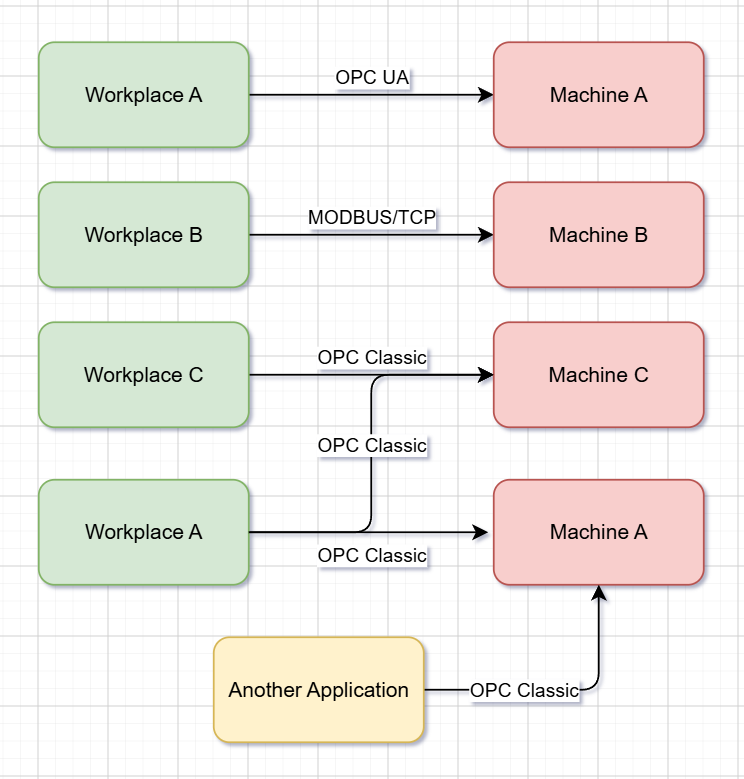 Workplace A
OPC UA
Machine A
Workplace B
MODBUS/TCP
Machine B
Workplace C
OPC Classic
Machine C
OPC Classic
Workplace A
OPC Classic
Machine A
Another Application
OPC Classic